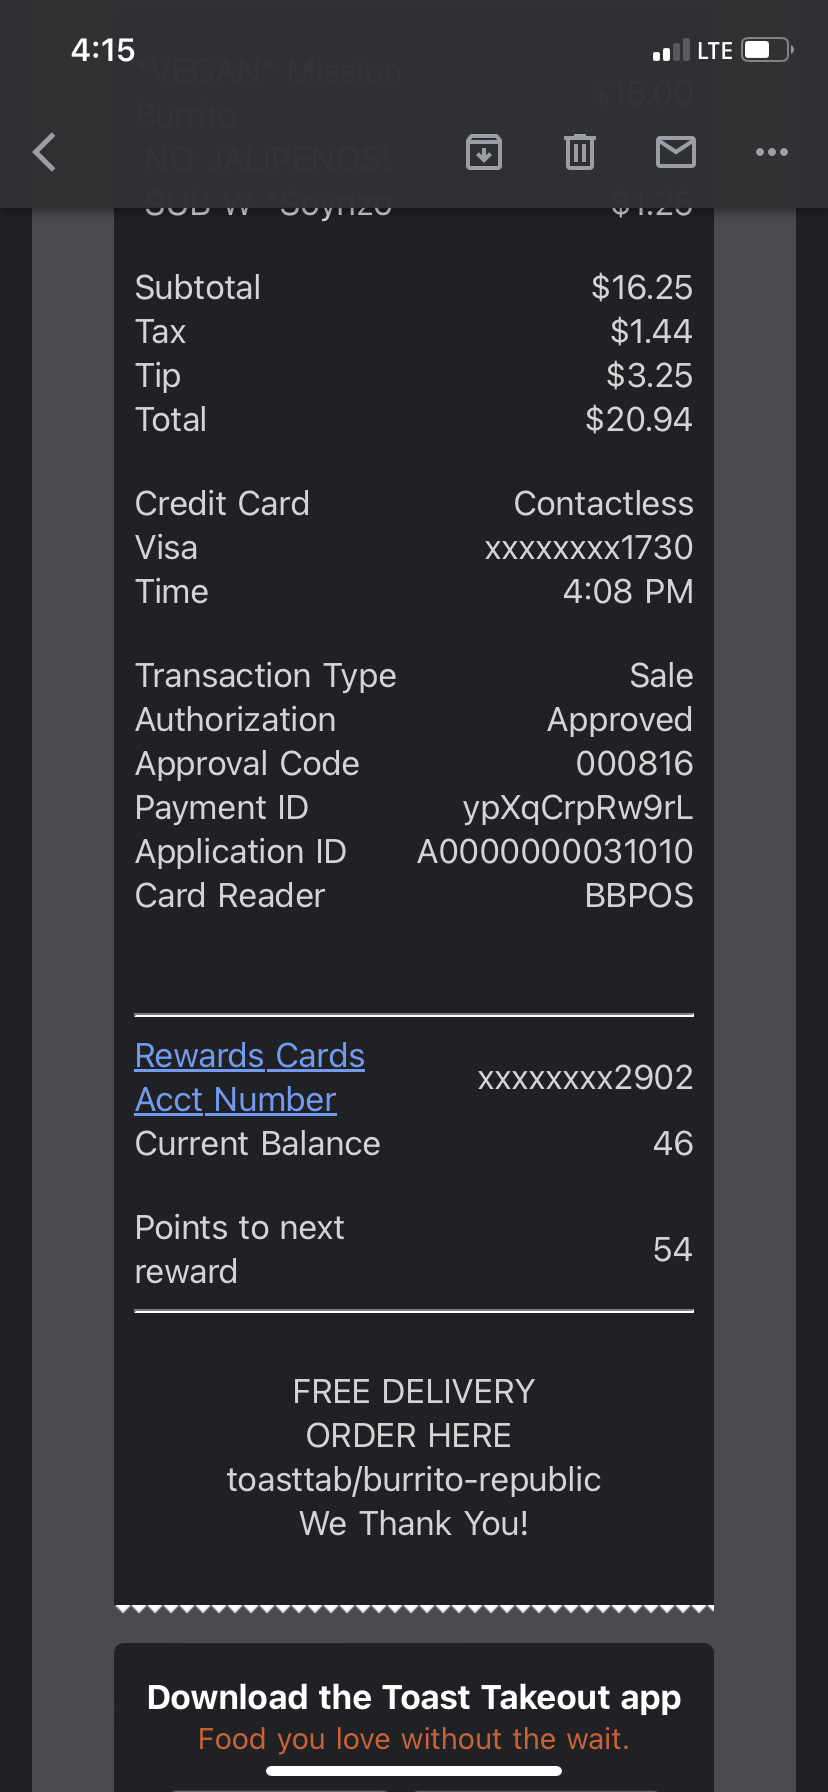 4:15 LTE
*VEGAN* Mission Burrito $15.00
NO JALIPENOS!
SUB W *Soyrizo $1.25
Subtotal $16.25
Tax $1.44
Tip $3.25
Total $20.94
Credit Card Contactless
Visa xxxxxxxx1730
Time 4:08 PM
Transaction Type Sale
Authorization Approved
Approval Code 000816
Payment ID ypXqCrpRw9rL
Application ID A0000000031010
Card Reader BBPOS
Rewards Cards
Acct Number xxxxxxxx2902
Current Balance 46
Points to next
reward 54
FREE DELIVERY
ORDER HERE
toasttab/burrito-republic
We Thank You!
Download the Toast Takeout app
Food you love without the wait.